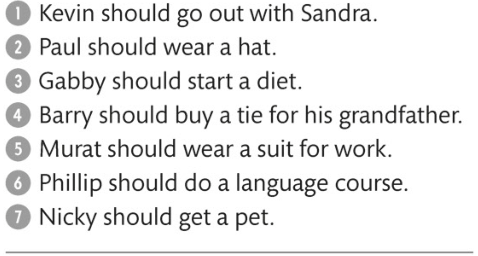 1 Kevin should go out with Sandra.
2 Paul should wear a hat.
3 Gabby should start a diet.
4 Barry should buy a tie for his grandfather.
5 Murat should wear a suit for work.
6 Phillip should do a language course.
7 Nicky should get a pet.